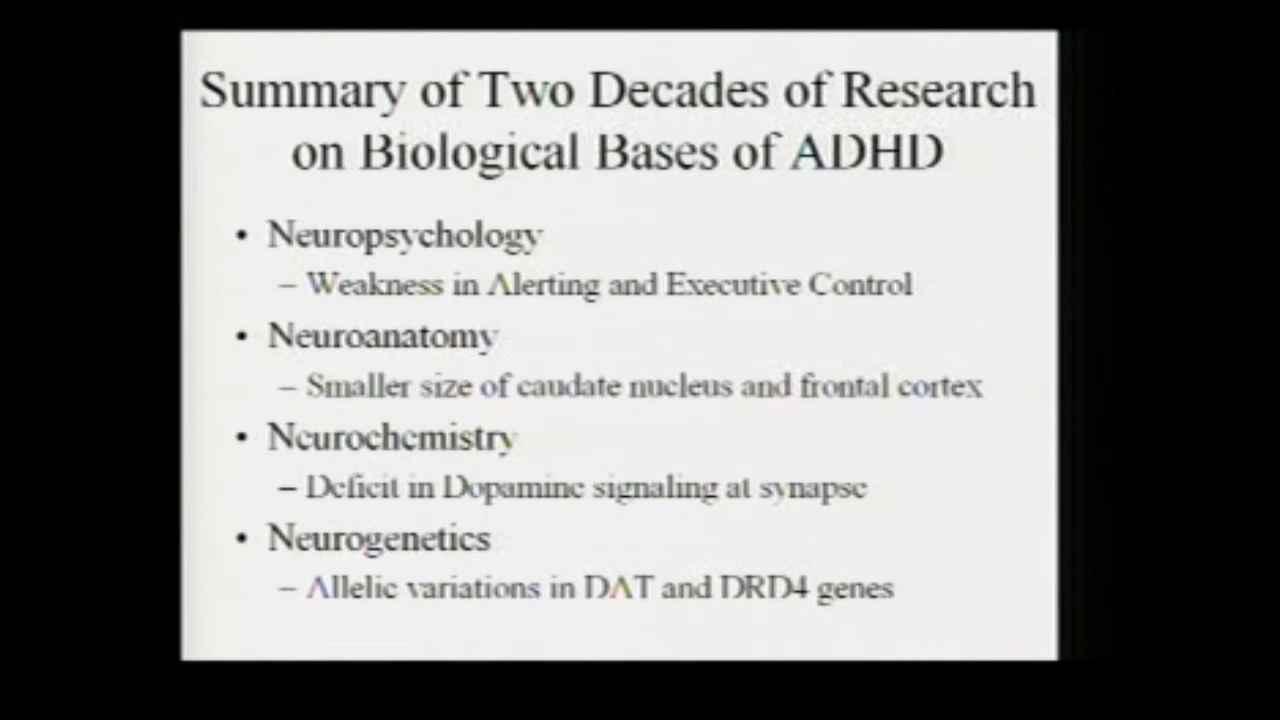 Summary of Two Decades of Research
on Biological Bases of ADHD
• Neuropsychology
– Weakness in Alerting and Executive Control
• Neuroanatomy
– Smaller size of caudate nucleus and frontal cortex
• Neurochemistry
– Deficit in Dopamine signaling at synapse
• Neurogenetics
– Allelic variations in DAT and DRD4 genes